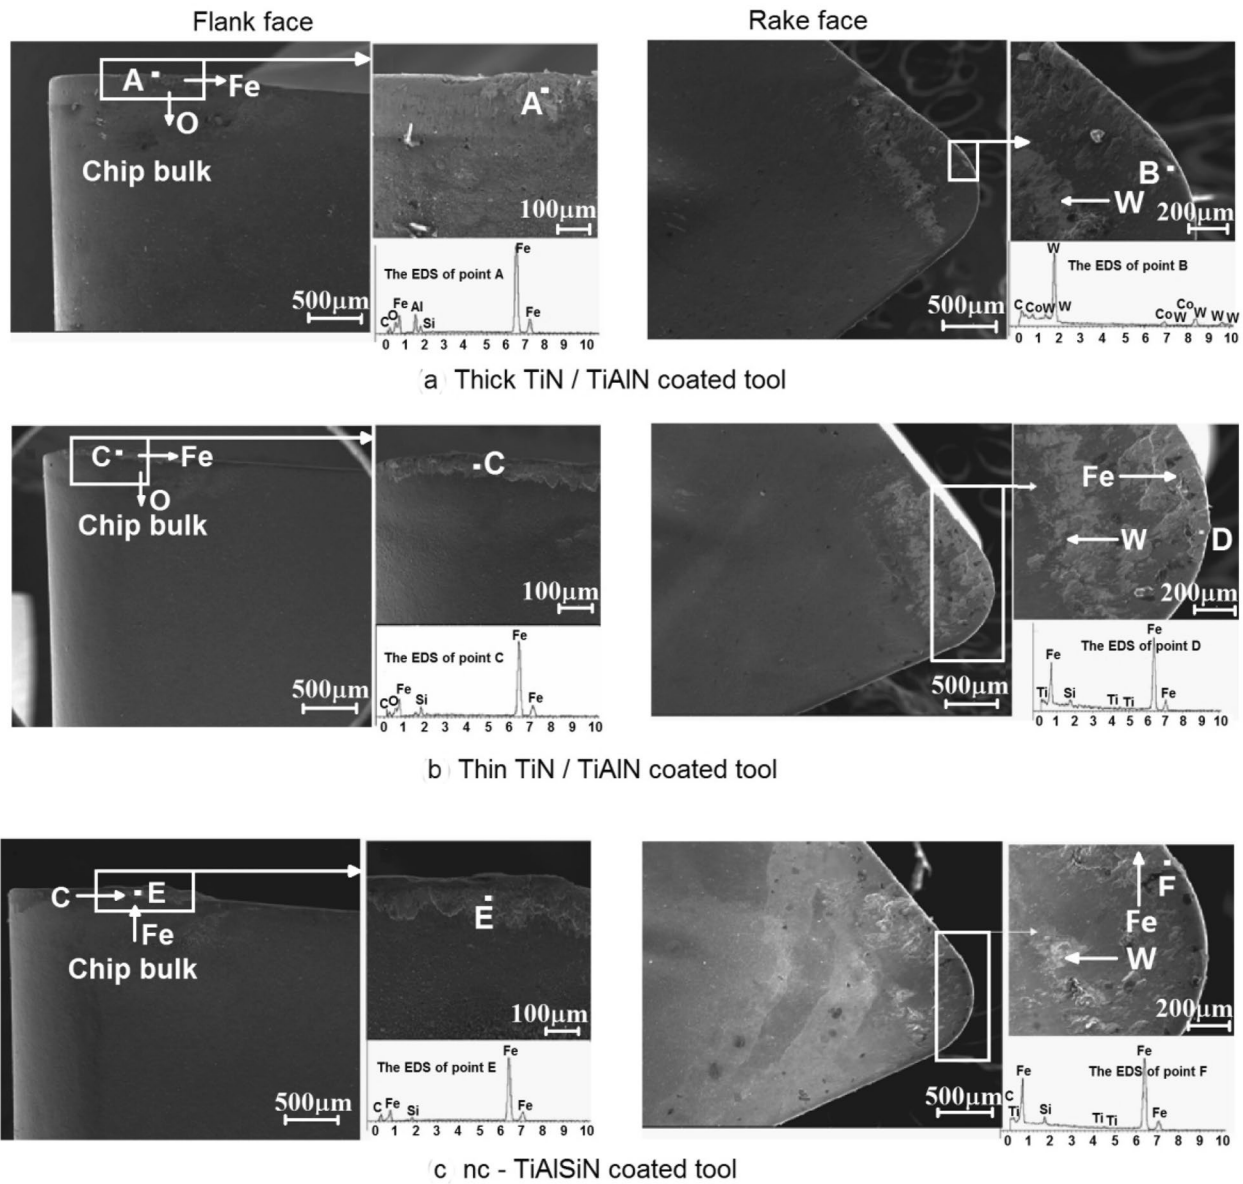 Flank face
Rake face
A
Fe
O
Chip bulk
500μm
A
100μm
The EDS of point A
Fe
C O Fe Al Si Fe
0 1 2 3 4 5 6 7 8 9 10
500μm
B
W
200μm
The EDS of point B
W
C Co W W Co W Co W W W
0 1 2 3 4 5 6 7 8 9 10
(a) Thick TiN / TiAlN coated tool
C
Fe
O
Chip bulk
500μm
C
100μm
The EDS of point C
Fe
C O Fe Si Fe
0 1 2 3 4 5 6 7 8 9 10
500μm
Fe
W
D
200μm
The EDS of point D
Fe
Ti Fe Si Ti Ti Fe
0 1 2 3 4 5 6 7 8 9 10
(b) Thin TiN / TiAlN coated tool
C
E
Fe
Chip bulk
500μm
E
100μm
The EDS of point E
Fe
C Fe Si Fe
0 1 2 3 4 5 6 7 8 9 10
500μm
F
Fe
W
200μm
The EDS of point F
Fe
C Ti Fe Si Ti Ti Fe
0 1 2 3 4 5 6 7 8 9 10
(c) nc - TiAlSiN coated tool